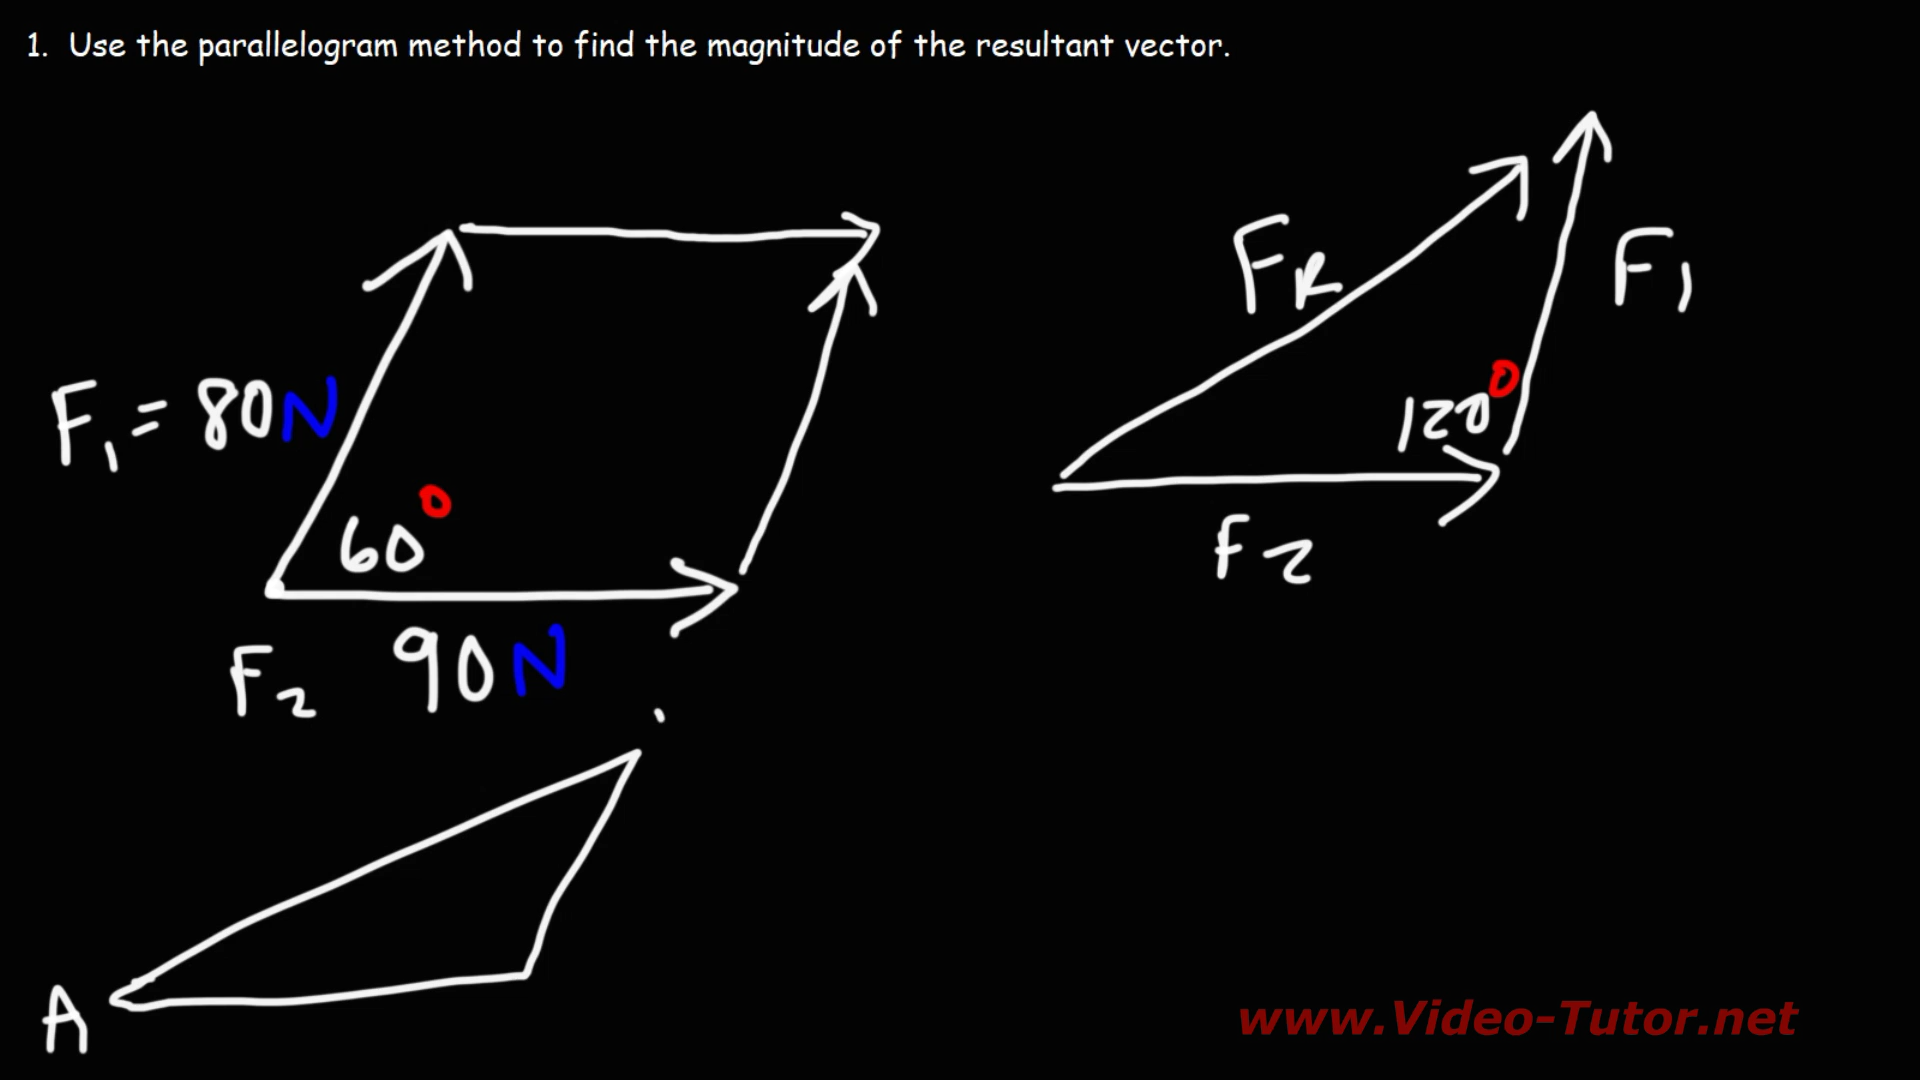 1. Use the parallelogram method to find the magnitude of the resultant vector.
FR
F1
F1 = 80N
120°
60°
F2
F2 90N
A
www.Video-Tutor.net